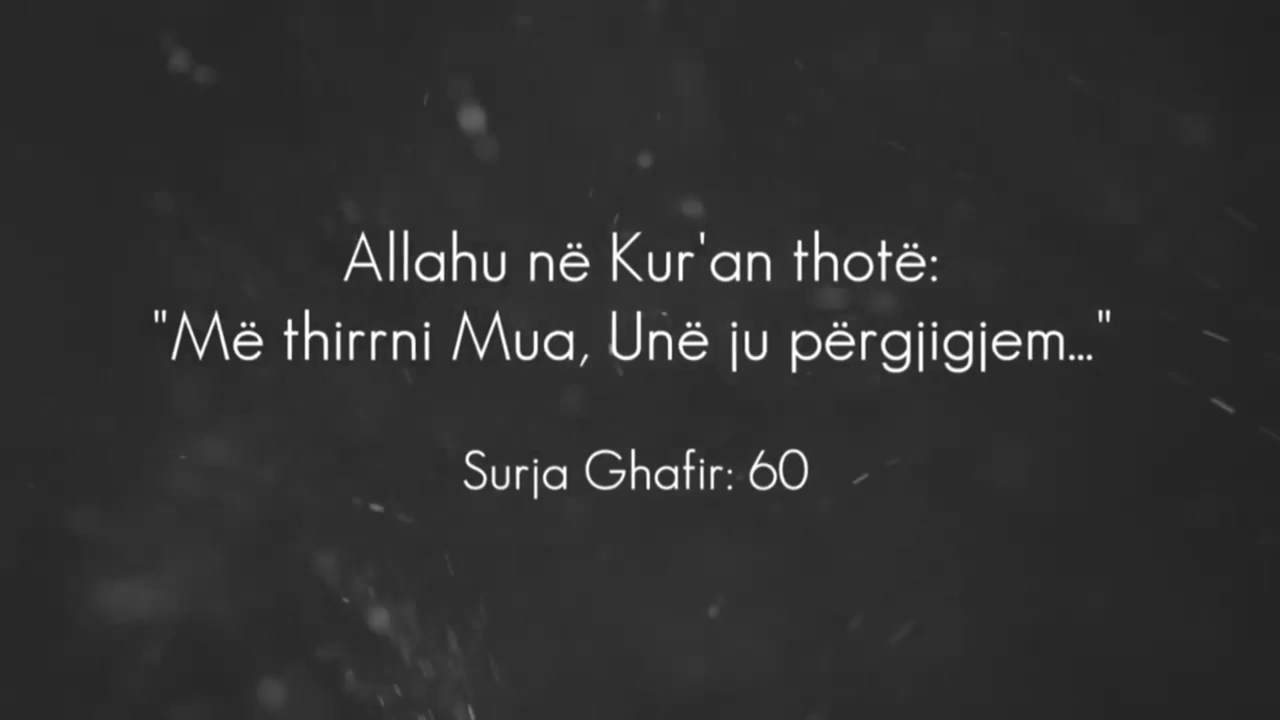 Allahu në Kur'an thotë:
"Më thirrni Mua, Unë ju përgjigjem..."
Surja Ghafir: 60